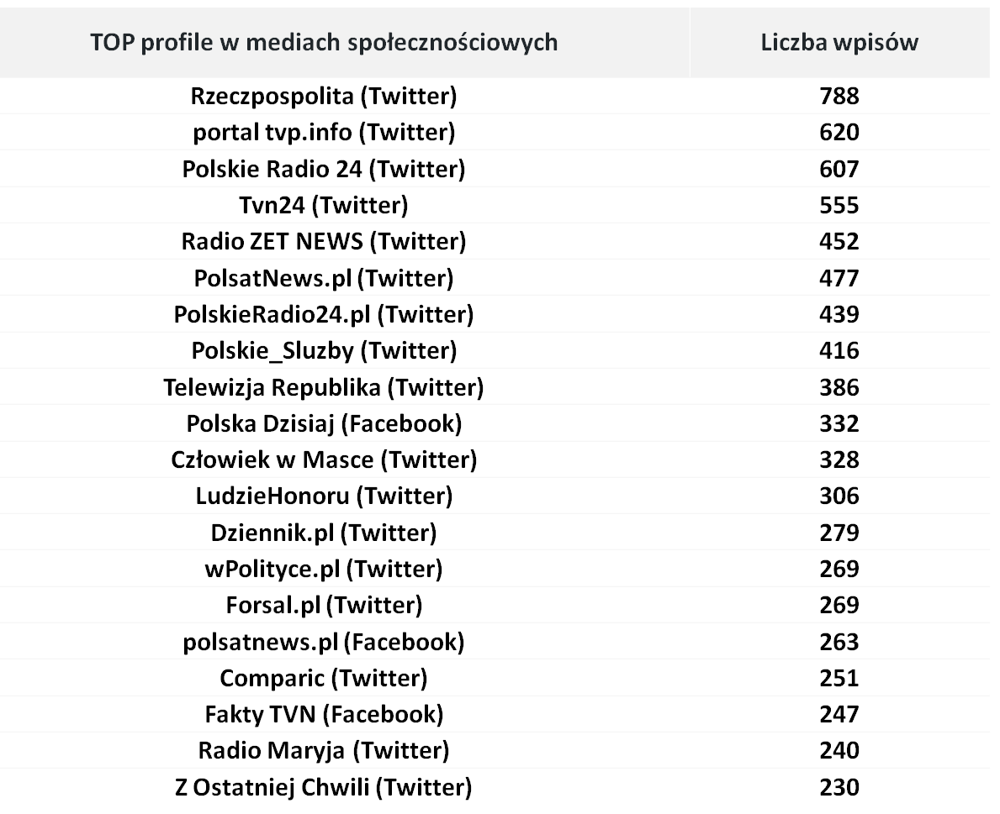 TOP profile w mediach społecznościowych Liczba wpisów
Rzeczpospolita (Twitter) 788
portal tvp.info (Twitter) 620
Polskie Radio 24 (Twitter) 607
Tvn24 (Twitter) 555
Radio ZET NEWS (Twitter) 452
PolsatNews.pl (Twitter) 477
PolskieRadio24.pl (Twitter) 439
Polskie_Sluzby (Twitter) 416
Telewizja Republika (Twitter) 386
Polska Dzisiaj (Facebook) 332
Człowiek w Masce (Twitter) 328
LudzieHonoru (Twitter) 306
Dziennik.pl (Twitter) 279
wPolityce.pl (Twitter) 269
Forsal.pl (Twitter) 269
polsatnews.pl (Facebook) 263
Comparic (Twitter) 251
Fakty TVN (Facebook) 247
Radio Maryja (Twitter) 240
Z Ostatniej Chwili (Twitter) 230